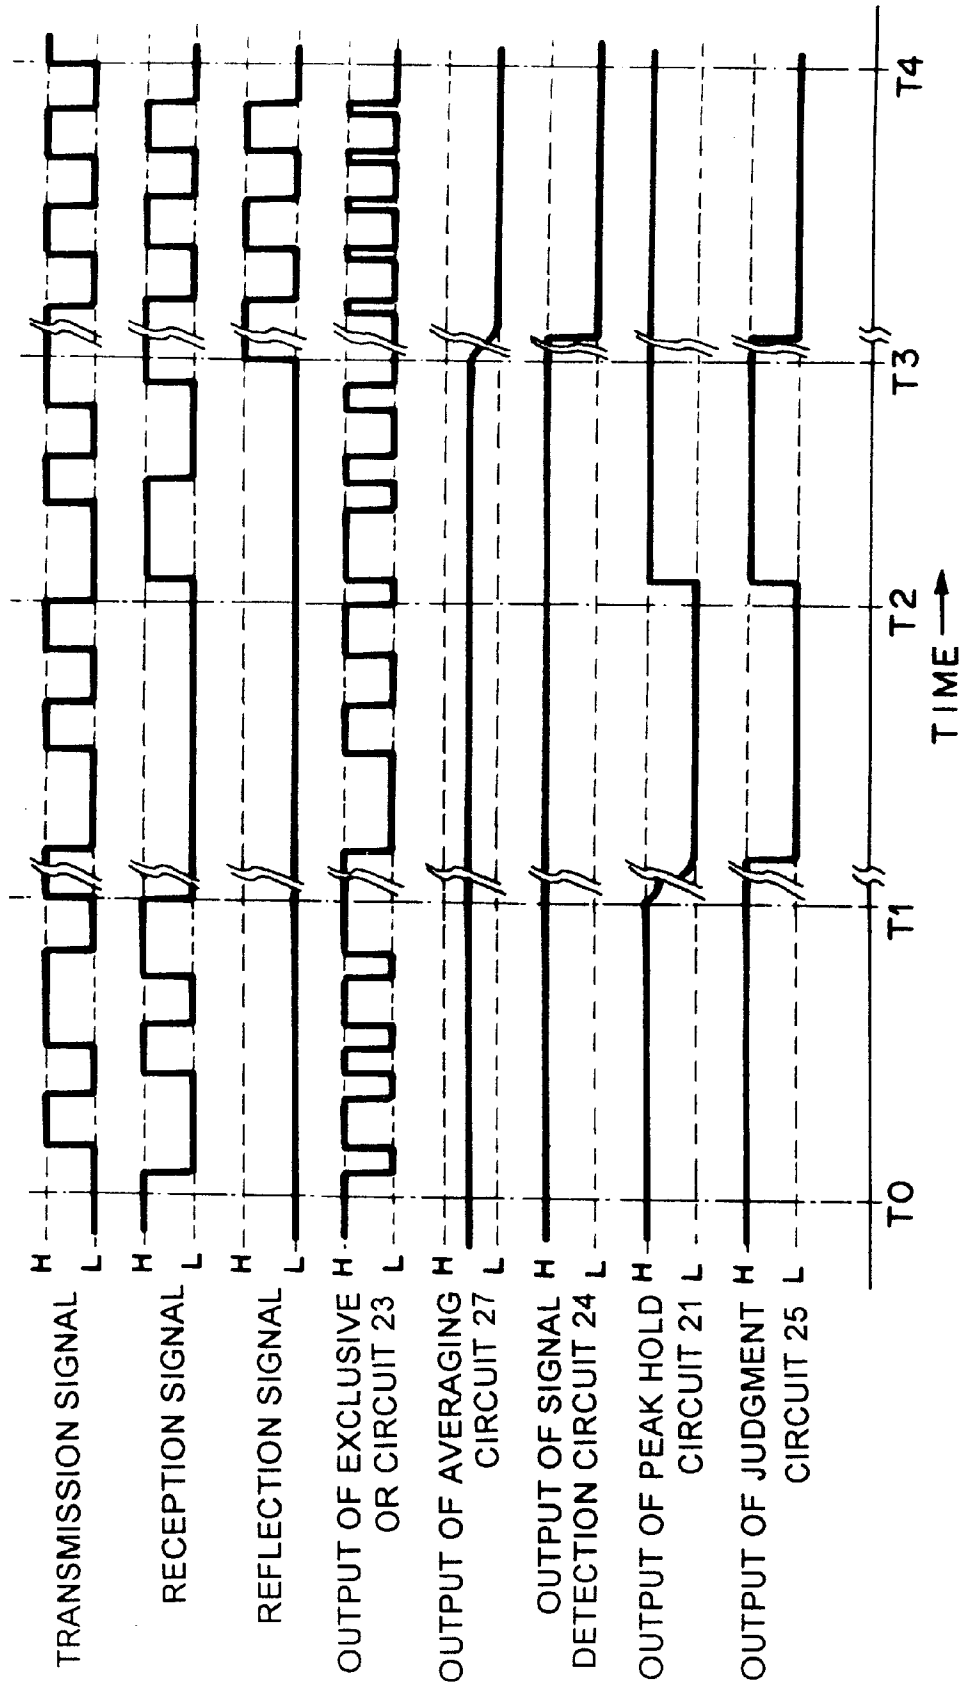 TRANSMISSION SIGNAL
H
L
RECEPTION SIGNAL
H
L
REFLECTION SIGNAL
H
L
OUTPUT OF EXCLUSIVE
OR CIRCUIT 23
H
L
OUTPUT OF AVERAGING
CIRCUIT 27
H
L
OUTPUT OF SIGNAL
DETECTION CIRCUIT 24
H
L
OUTPUT OF PEAK HOLD
CIRCUIT 21
H
L
OUTPUT OF JUDGMENT
CIRCUIT 25
H
L
T0
T1
T2
T3
T4
TIME →